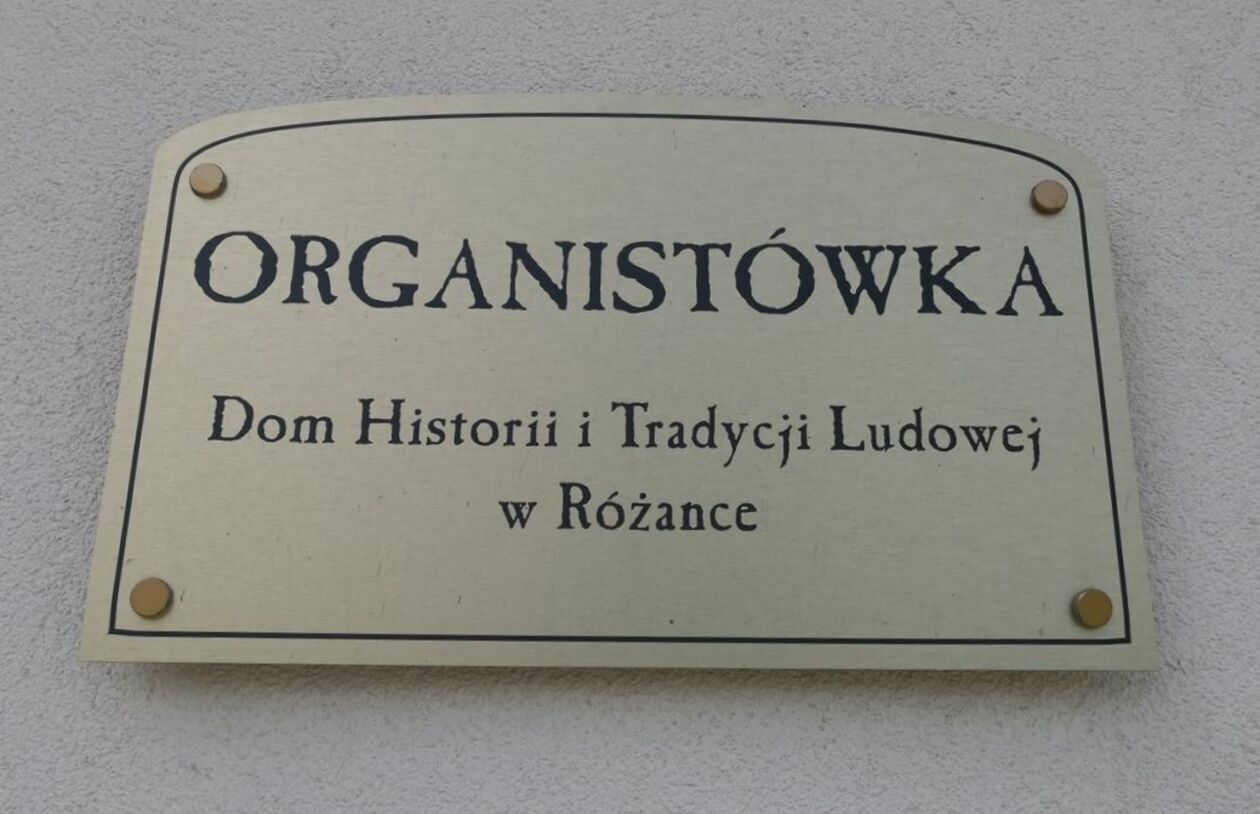 ORGANISTÓWKA
Dom Historii i Tradycji Ludowej
w Różance